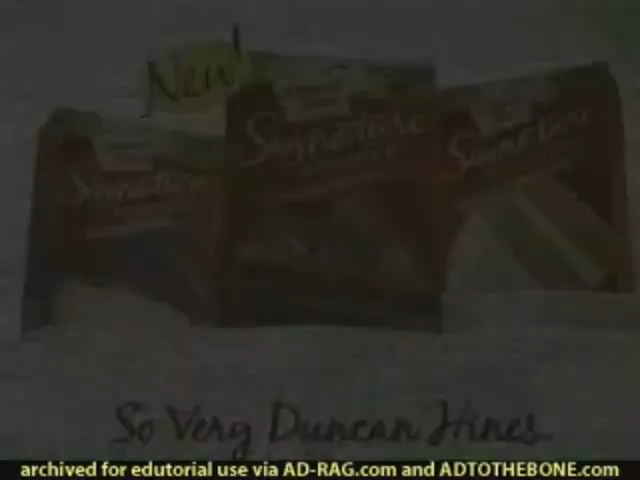 New!
Signature
Signature
Signature
So Very Duncan Hines
archived for edutorial use via AD-RAG.com and ADTOTHEBONE.com